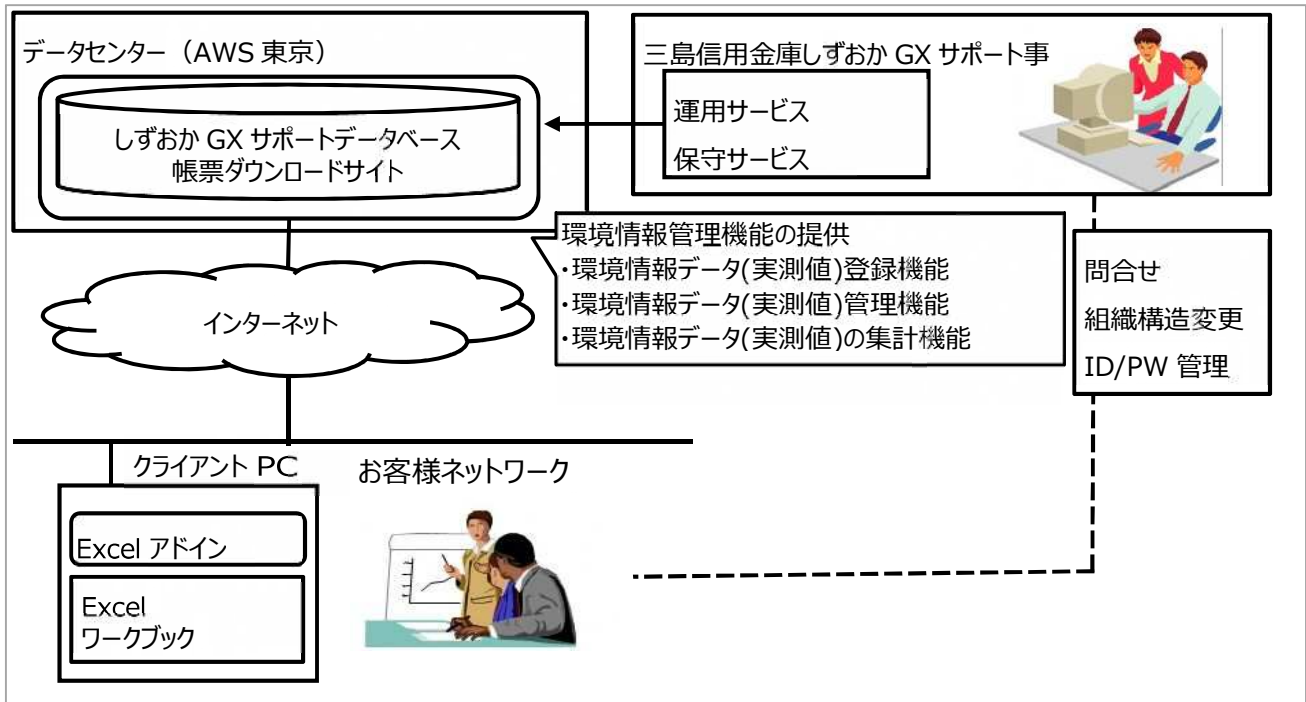 データセンター（AWS 東京）
しずおか GX サポートデータベース
帳票ダウンロードサイト
三島信用金庫しずおか GX サポート事
運用サービス
保守サービス
環境情報管理機能の提供
・環境情報データ(実測値)登録機能
・環境情報データ(実測値)管理機能
・環境情報データ(実測値)の集計機能
問合せ
組織構造変更
ID/PW 管理
インターネット
クライアント PC
お客様ネットワーク
Excel アドイン
Excel
ワークブック